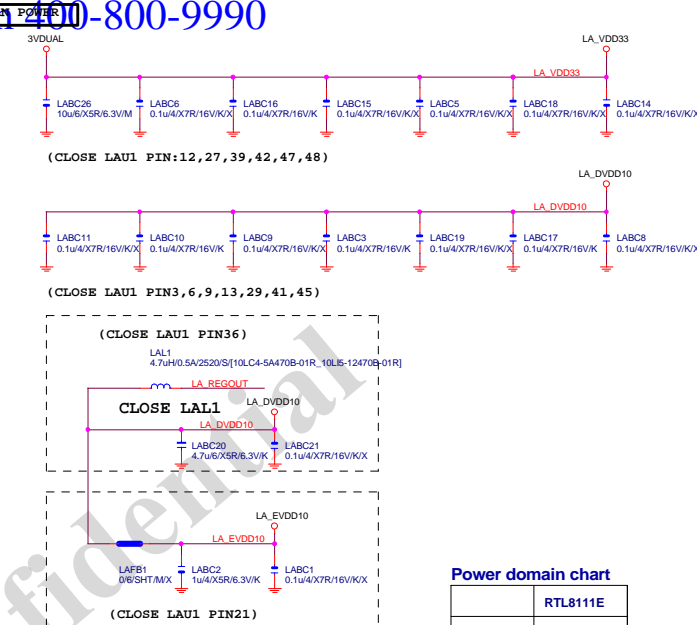 N POWER
400-800-9990
3VDUAL
LA_VDD33
LA_VDD33
LABC26
10u/6/X5R/6.3V/M
LABC6
0.1u/4/X7R/16V/K/X
LABC16
0.1u/4/X7R/16V/K
LABC15
0.1u/4/X7R/16V/K/X
LABC5
0.1u/4/X7R/16V/K/X
LABC18
0.1u/4/X7R/16V/K/X
LABC14
0.1u/4/X7R/16V/K/X
(CLOSE LAU1 PIN:12,27,39,42,47,48)
LA_DVDD10
LA_DVDD10
LABC11
0.1u/4/X7R/16V/K/X
LABC10
0.1u/4/X7R/16V/K
LABC9
0.1u/4/X7R/16V/K/X
LABC3
0.1u/4/X7R/16V/K
LABC19
0.1u/4/X7R/16V/K/X
LABC17
0.1u/4/X7R/16V/K
LABC8
0.1u/4/X7R/16V/K/X
(CLOSE LAU1 PIN3,6,9,13,29,41,45)
(CLOSE LAU1 PIN36)
LAL1
4.7uH/0.5A/2520/S/[10LC4-5A470B-01R_10LI5-12470B-01R]
LA_REGOUT
CLOSE LAL1
LA_DVDD10
LA_DVDD10
LABC20
4.7u/6/X5R/6.3V/K
LABC21
0.1u/4/X7R/16V/K/X
LA_EVDD10
LA_EVDD10
LAFB1
0/6/SHT/M/X
LABC2
1u/4/X5R/6.3V/K
LABC1
0.1u/4/X7R/16V/K/X
(CLOSE LAU1 PIN21)
Power domain chart
RTL8111E
fidential